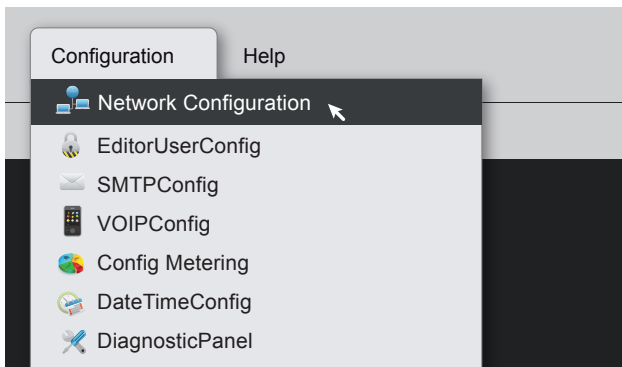 Configuration Help
Network Configuration
EditorUserConfig
SMTPConfig
VOIPConfig
Config Metering
DateTimeConfig
DiagnosticPanel